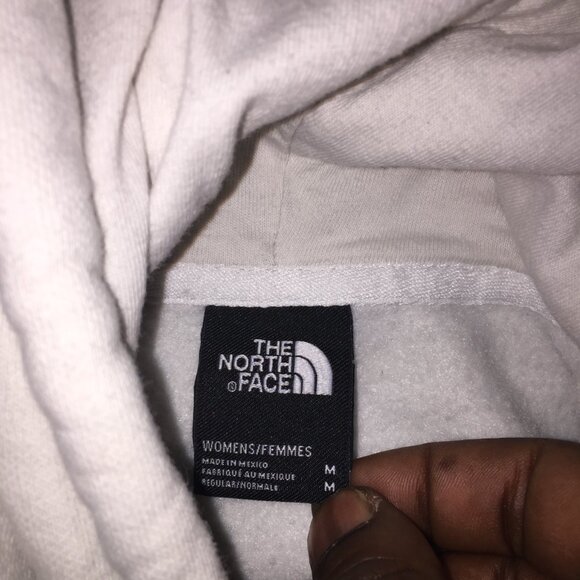 THE
NORTH
® FACE
WOMENS/FEMMES
MADE IN MEXICO
FABRIQUÉ AU MEXIQUE
REGULAR/NORMALE
M
M